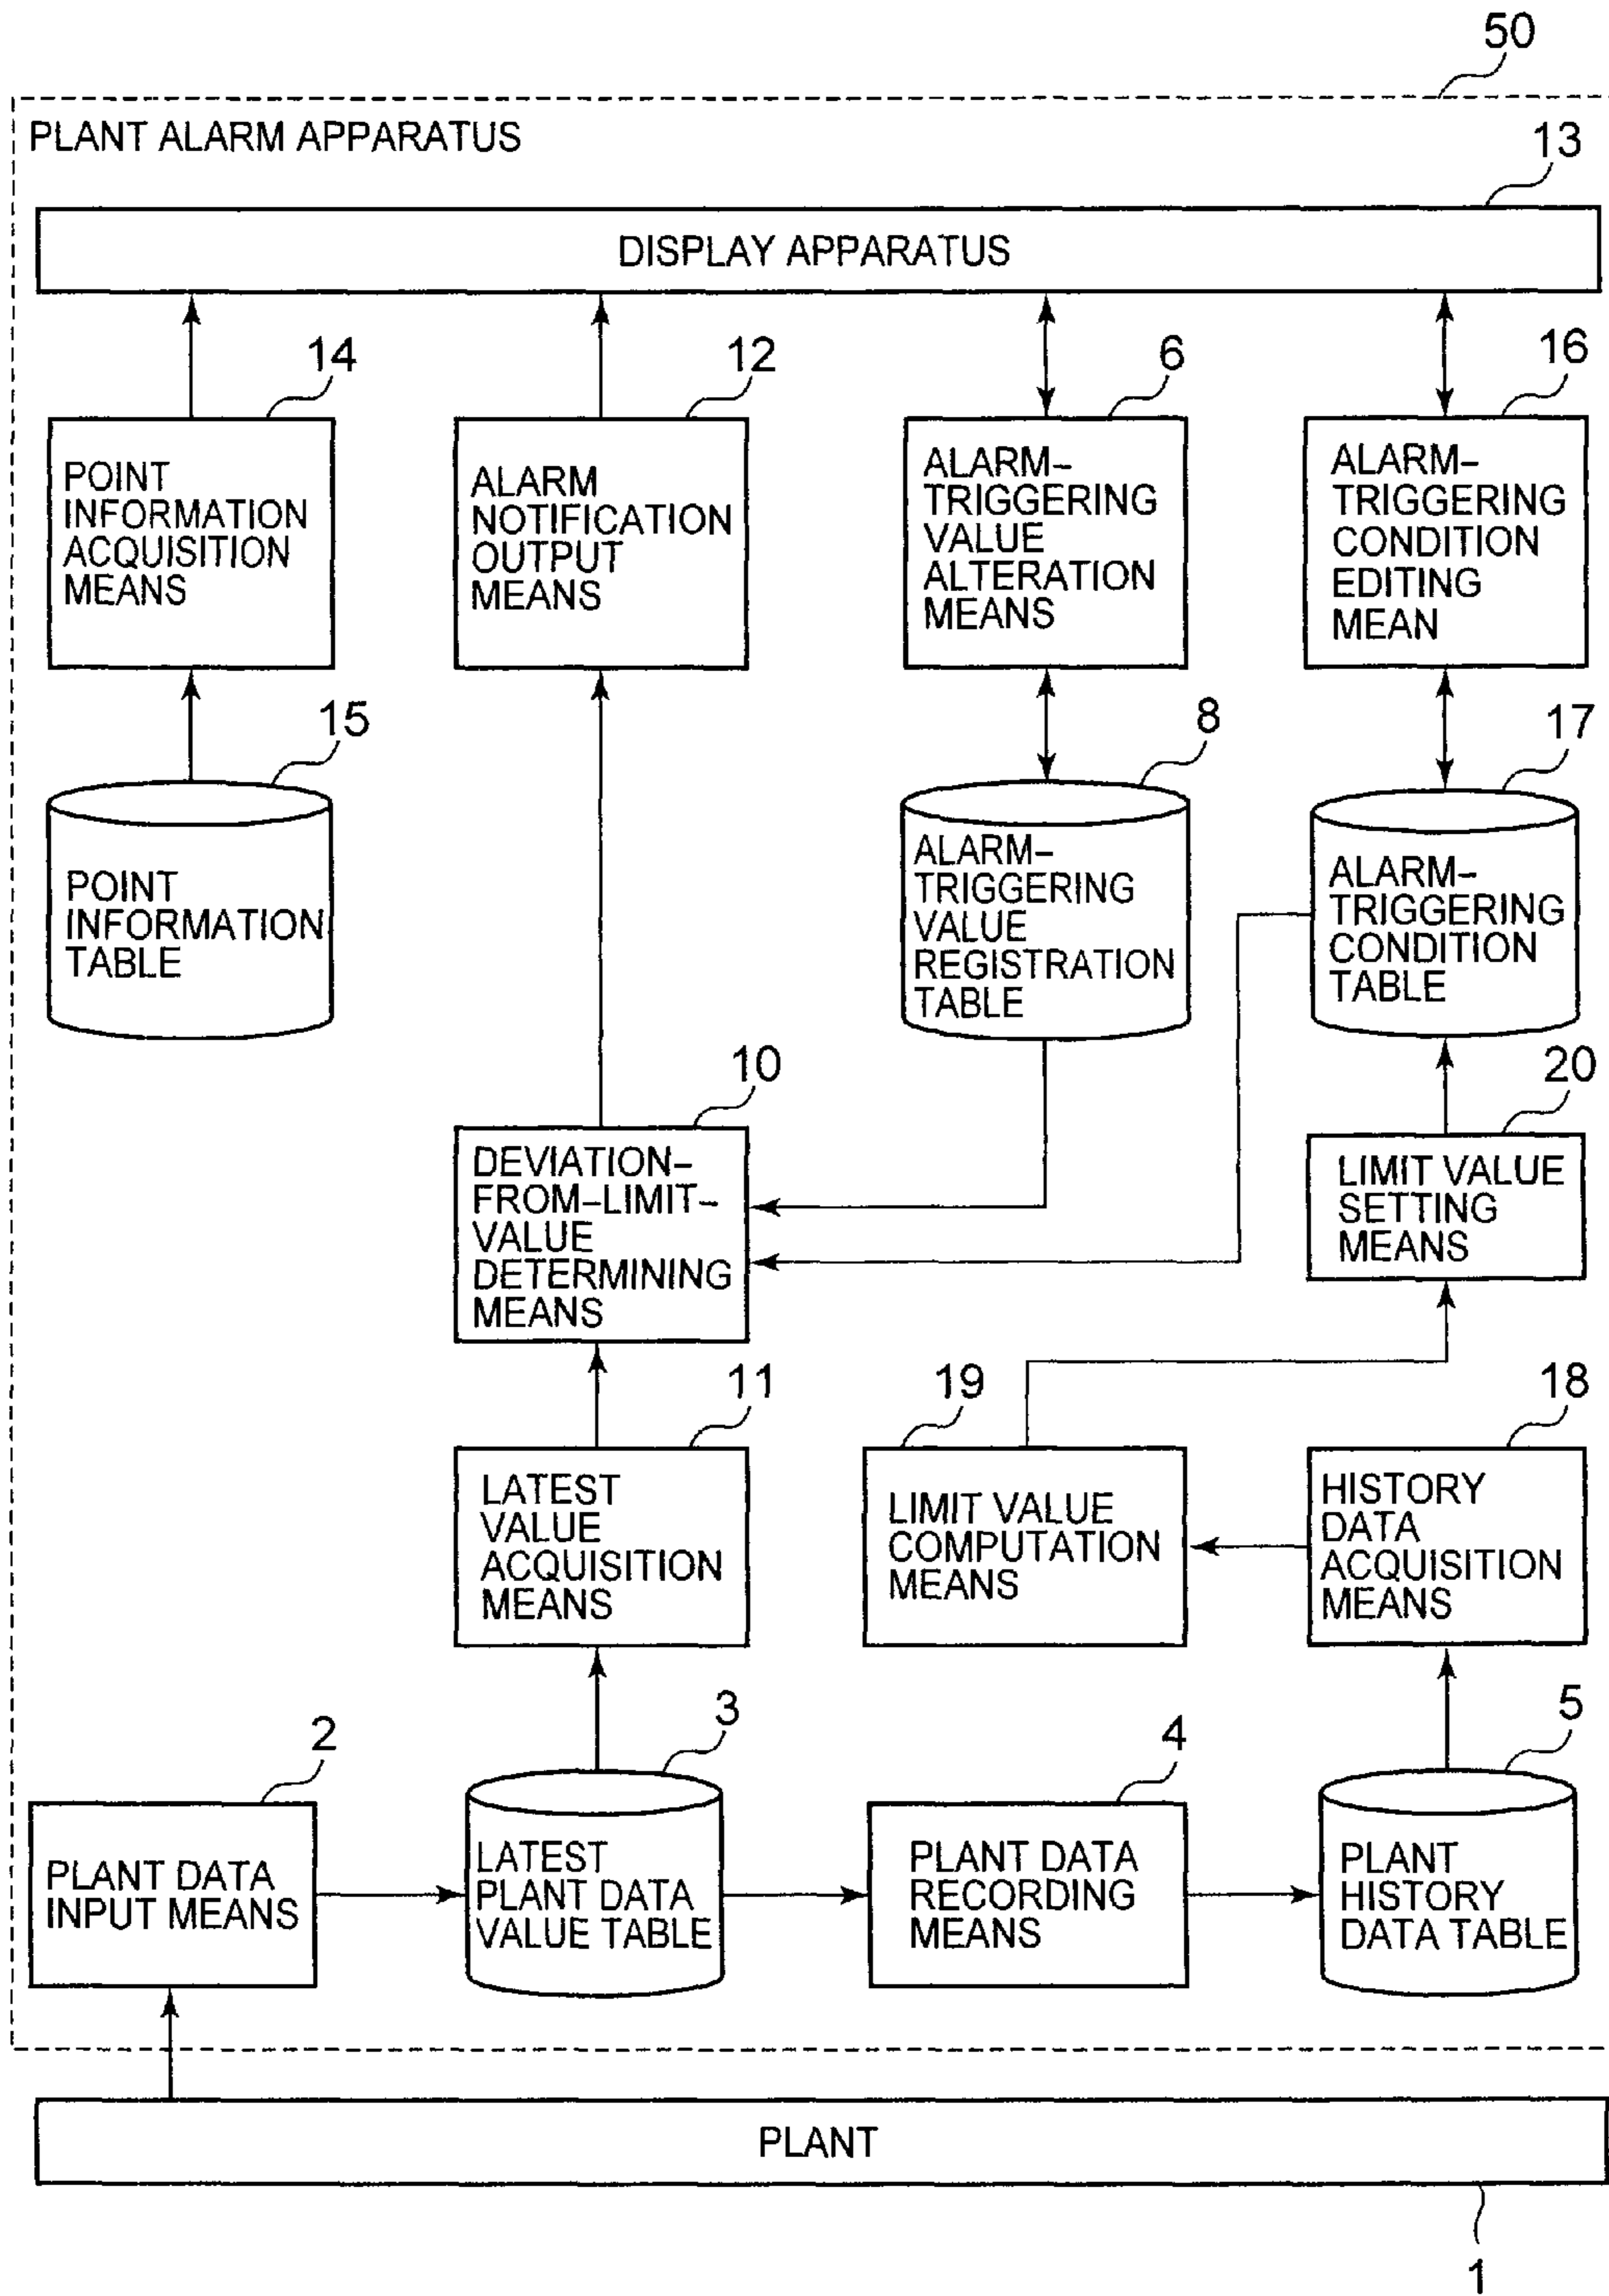 50
PLANT ALARM APPARATUS
13
DISPLAY APPARATUS
14
POINT
INFORMATION
ACQUISITION
MEANS
12
ALARM
NOTIFICATION
OUTPUT
MEANS
6
ALARM–
TRIGGERING
VALUE
ALTERATION
MEANS
16
ALARM–
TRIGGERING
CONDITION
EDITING
MEAN
15
POINT
INFORMATION
TABLE
8
ALARM–
TRIGGERING
VALUE
REGISTRATION
TABLE
17
ALARM–
TRIGGERING
CONDITION
TABLE
10
DEVIATION–
FROM–LIMIT–
VALUE
DETERMINING
MEANS
20
LIMIT VALUE
SETTING
MEANS
11
LATEST
VALUE
ACQUISITION
MEANS
19
LIMIT VALUE
COMPUTATION
MEANS
18
HISTORY
DATA
ACQUISITION
MEANS
2
PLANT DATA
INPUT MEANS
3
LATEST
PLANT DATA
VALUE TABLE
4
PLANT DATA
RECORDING
MEANS
5
PLANT
HISTORY
DATA TABLE
PLANT
1